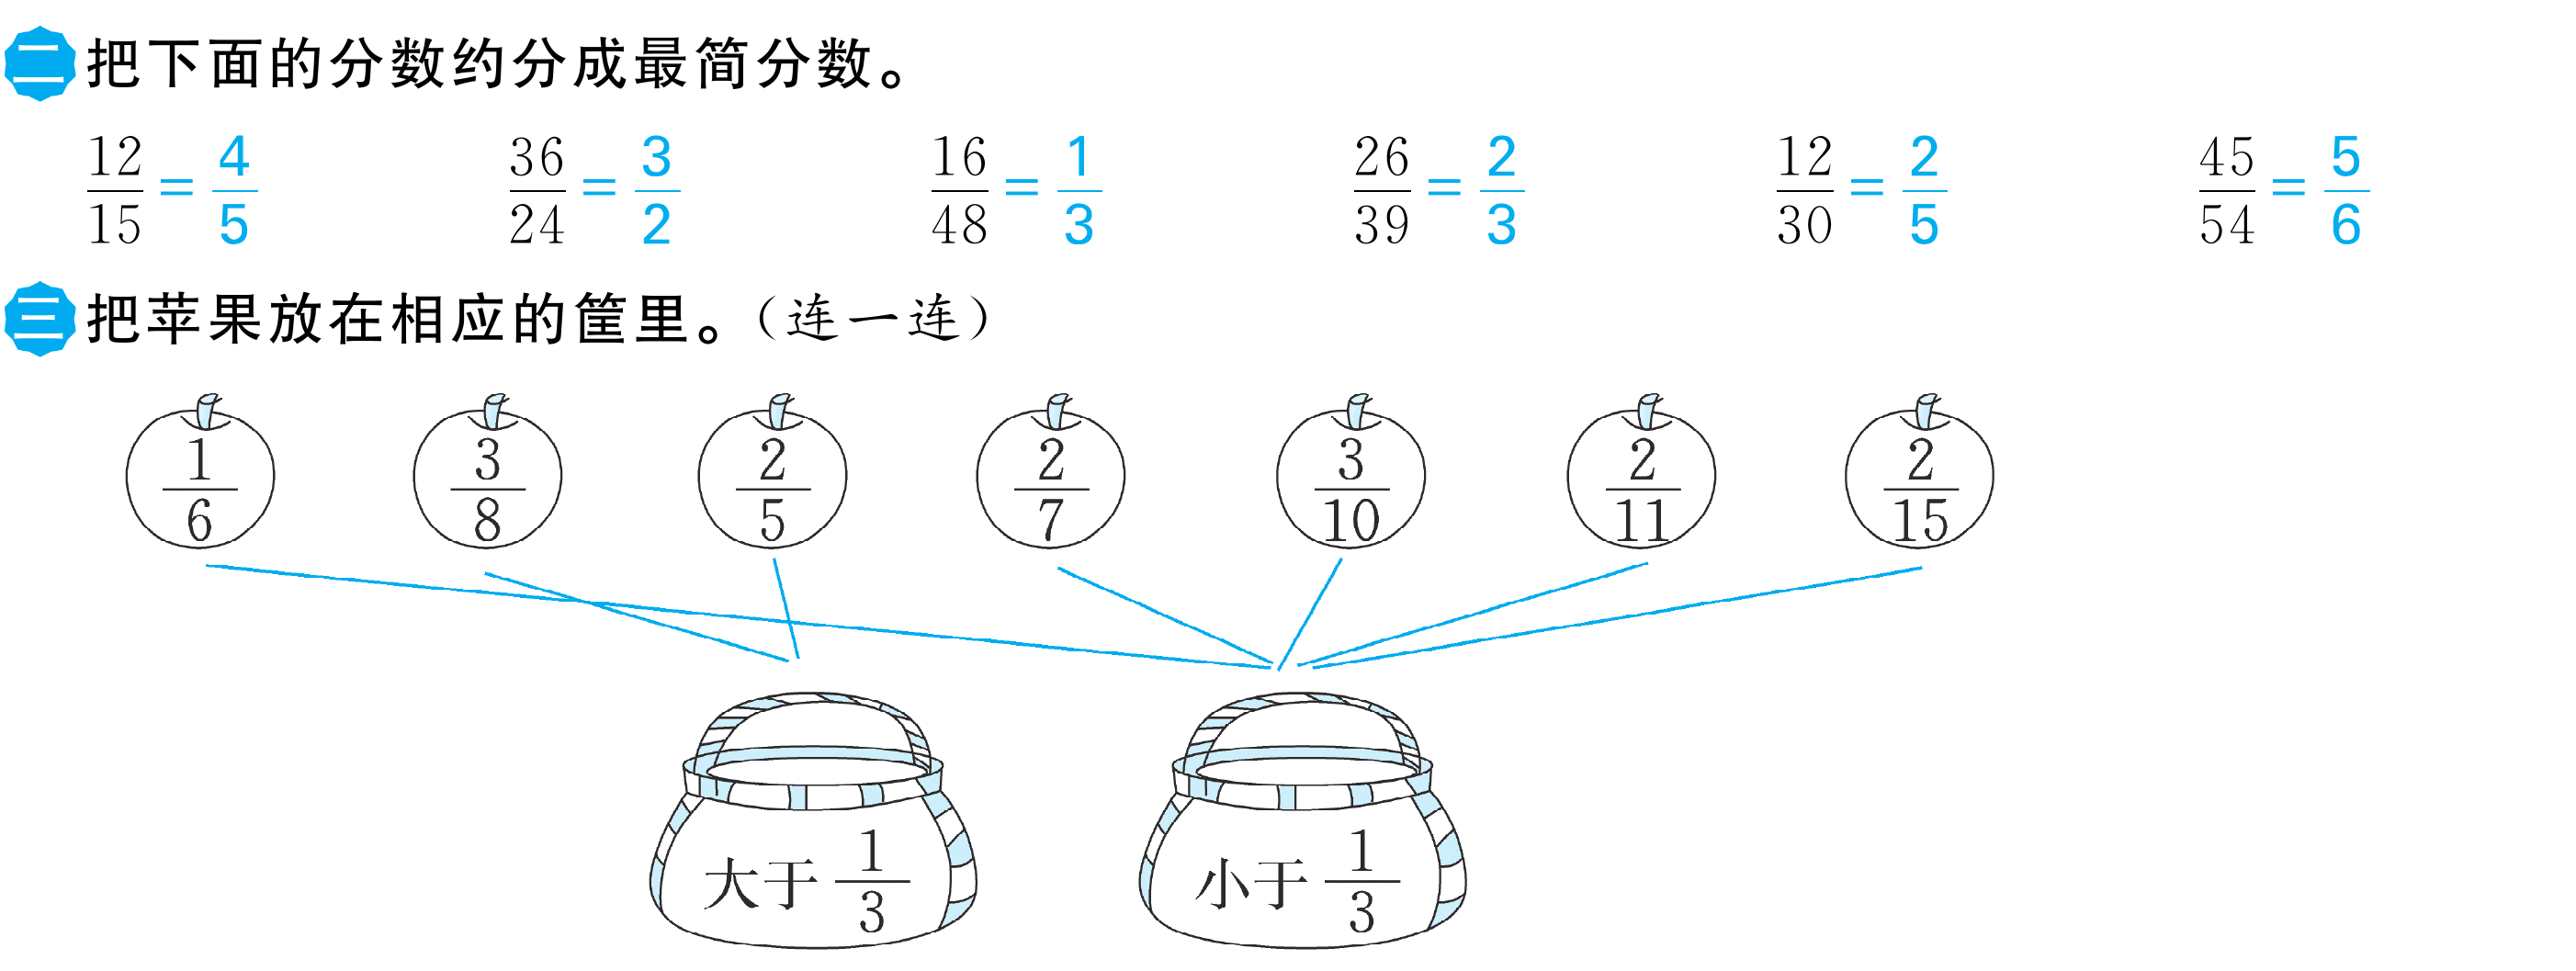 二 把下面的分数约分成最简分数。
12/15 = 4/5 36/24 = 3/2 16/48 = 1/3 26/39 = 2/3 12/30 = 2/5 45/54 = 5/6
三 把苹果放在相应的筐里。（连一连）
1/6 3/8 2/5 2/7 3/10 2/11 2/15
大于 1/3 小于 1/3